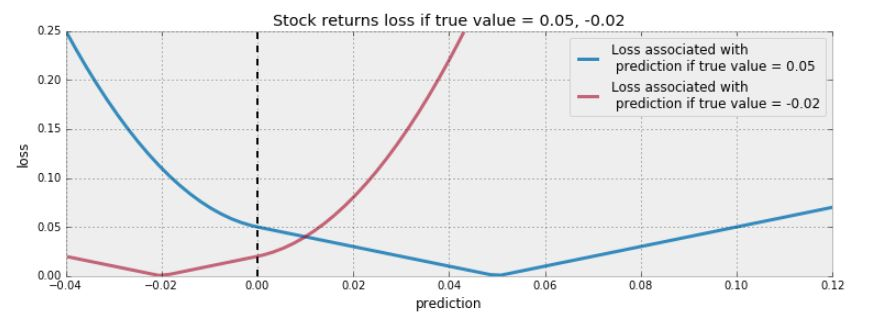 Stock returns loss if true value = 0.05, -0.02
0.25
0.20
0.15
0.10
0.05
0.00
loss
Loss associated with
prediction if true value = 0.05
Loss associated with
prediction if true value = -0.02
−0.04 −0.02 0.00 0.02 0.04 0.06 0.08 0.10 0.12
prediction